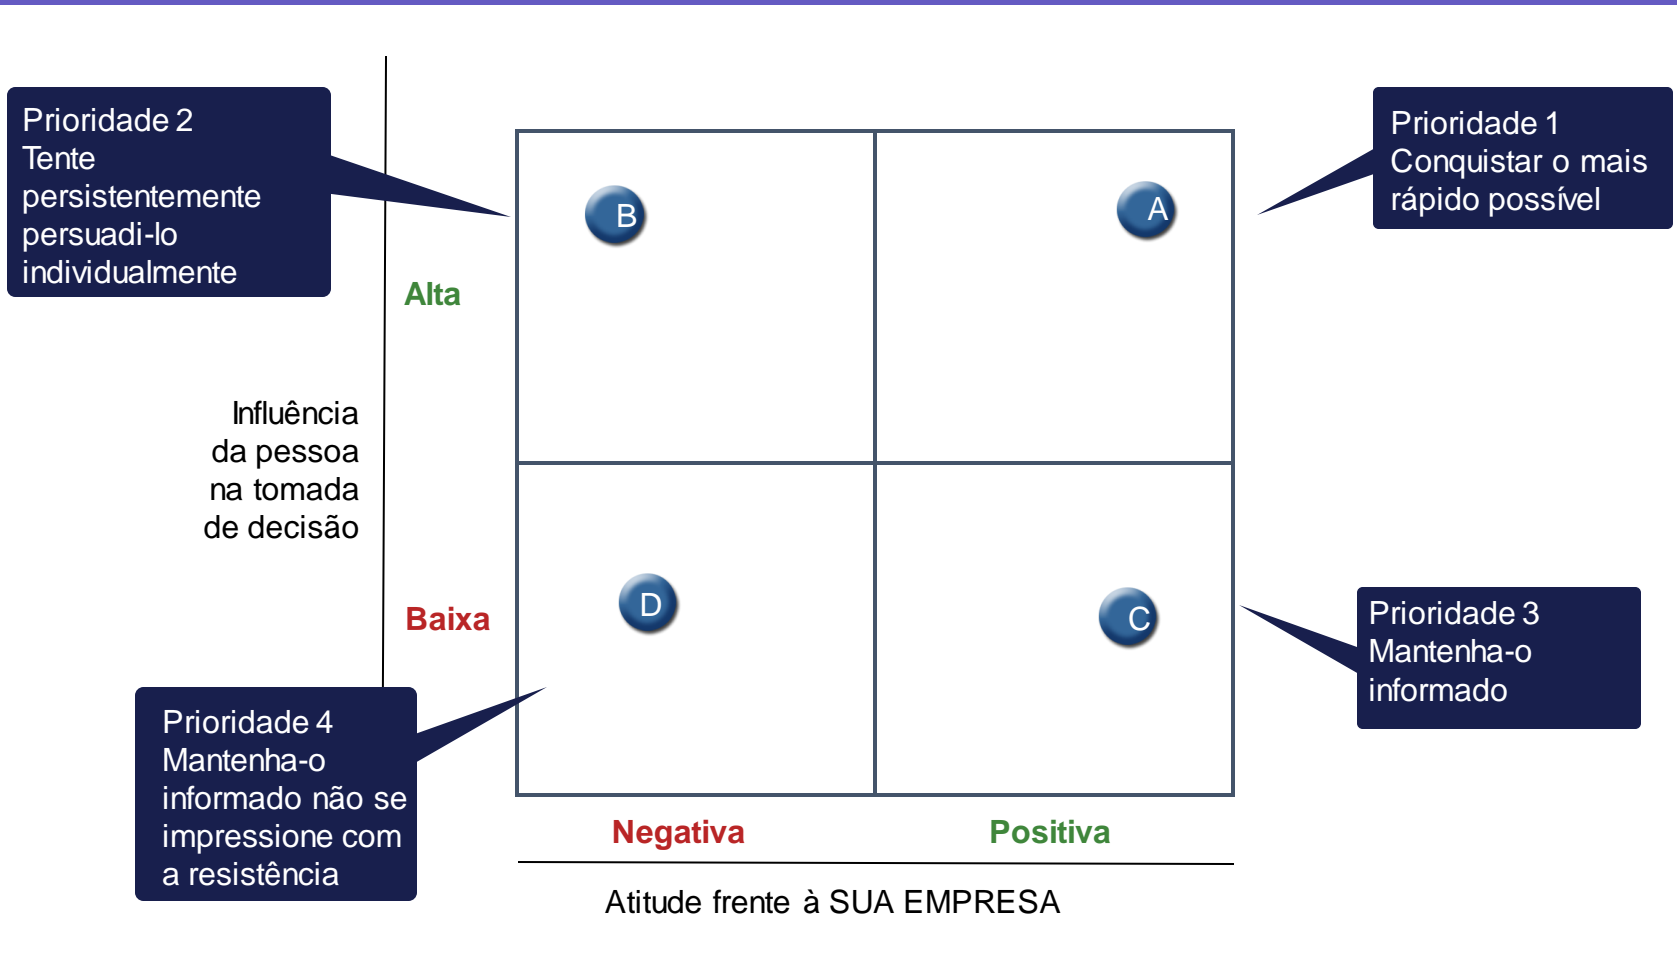 Prioridade 2
Tente
persistentemente
persuadi-lo
individualmente
Prioridade 1
Conquistar o mais
rápido possível
B
A
Alta
Influência
da pessoa
na tomada
de decisão
Baixa
D
C
Prioridade 3
Mantenha-o
informado
Prioridade 4
Mantenha-o
informado não se
impressione com
a resistência
Negativa
Positiva
Atitude frente à SUA EMPRESA